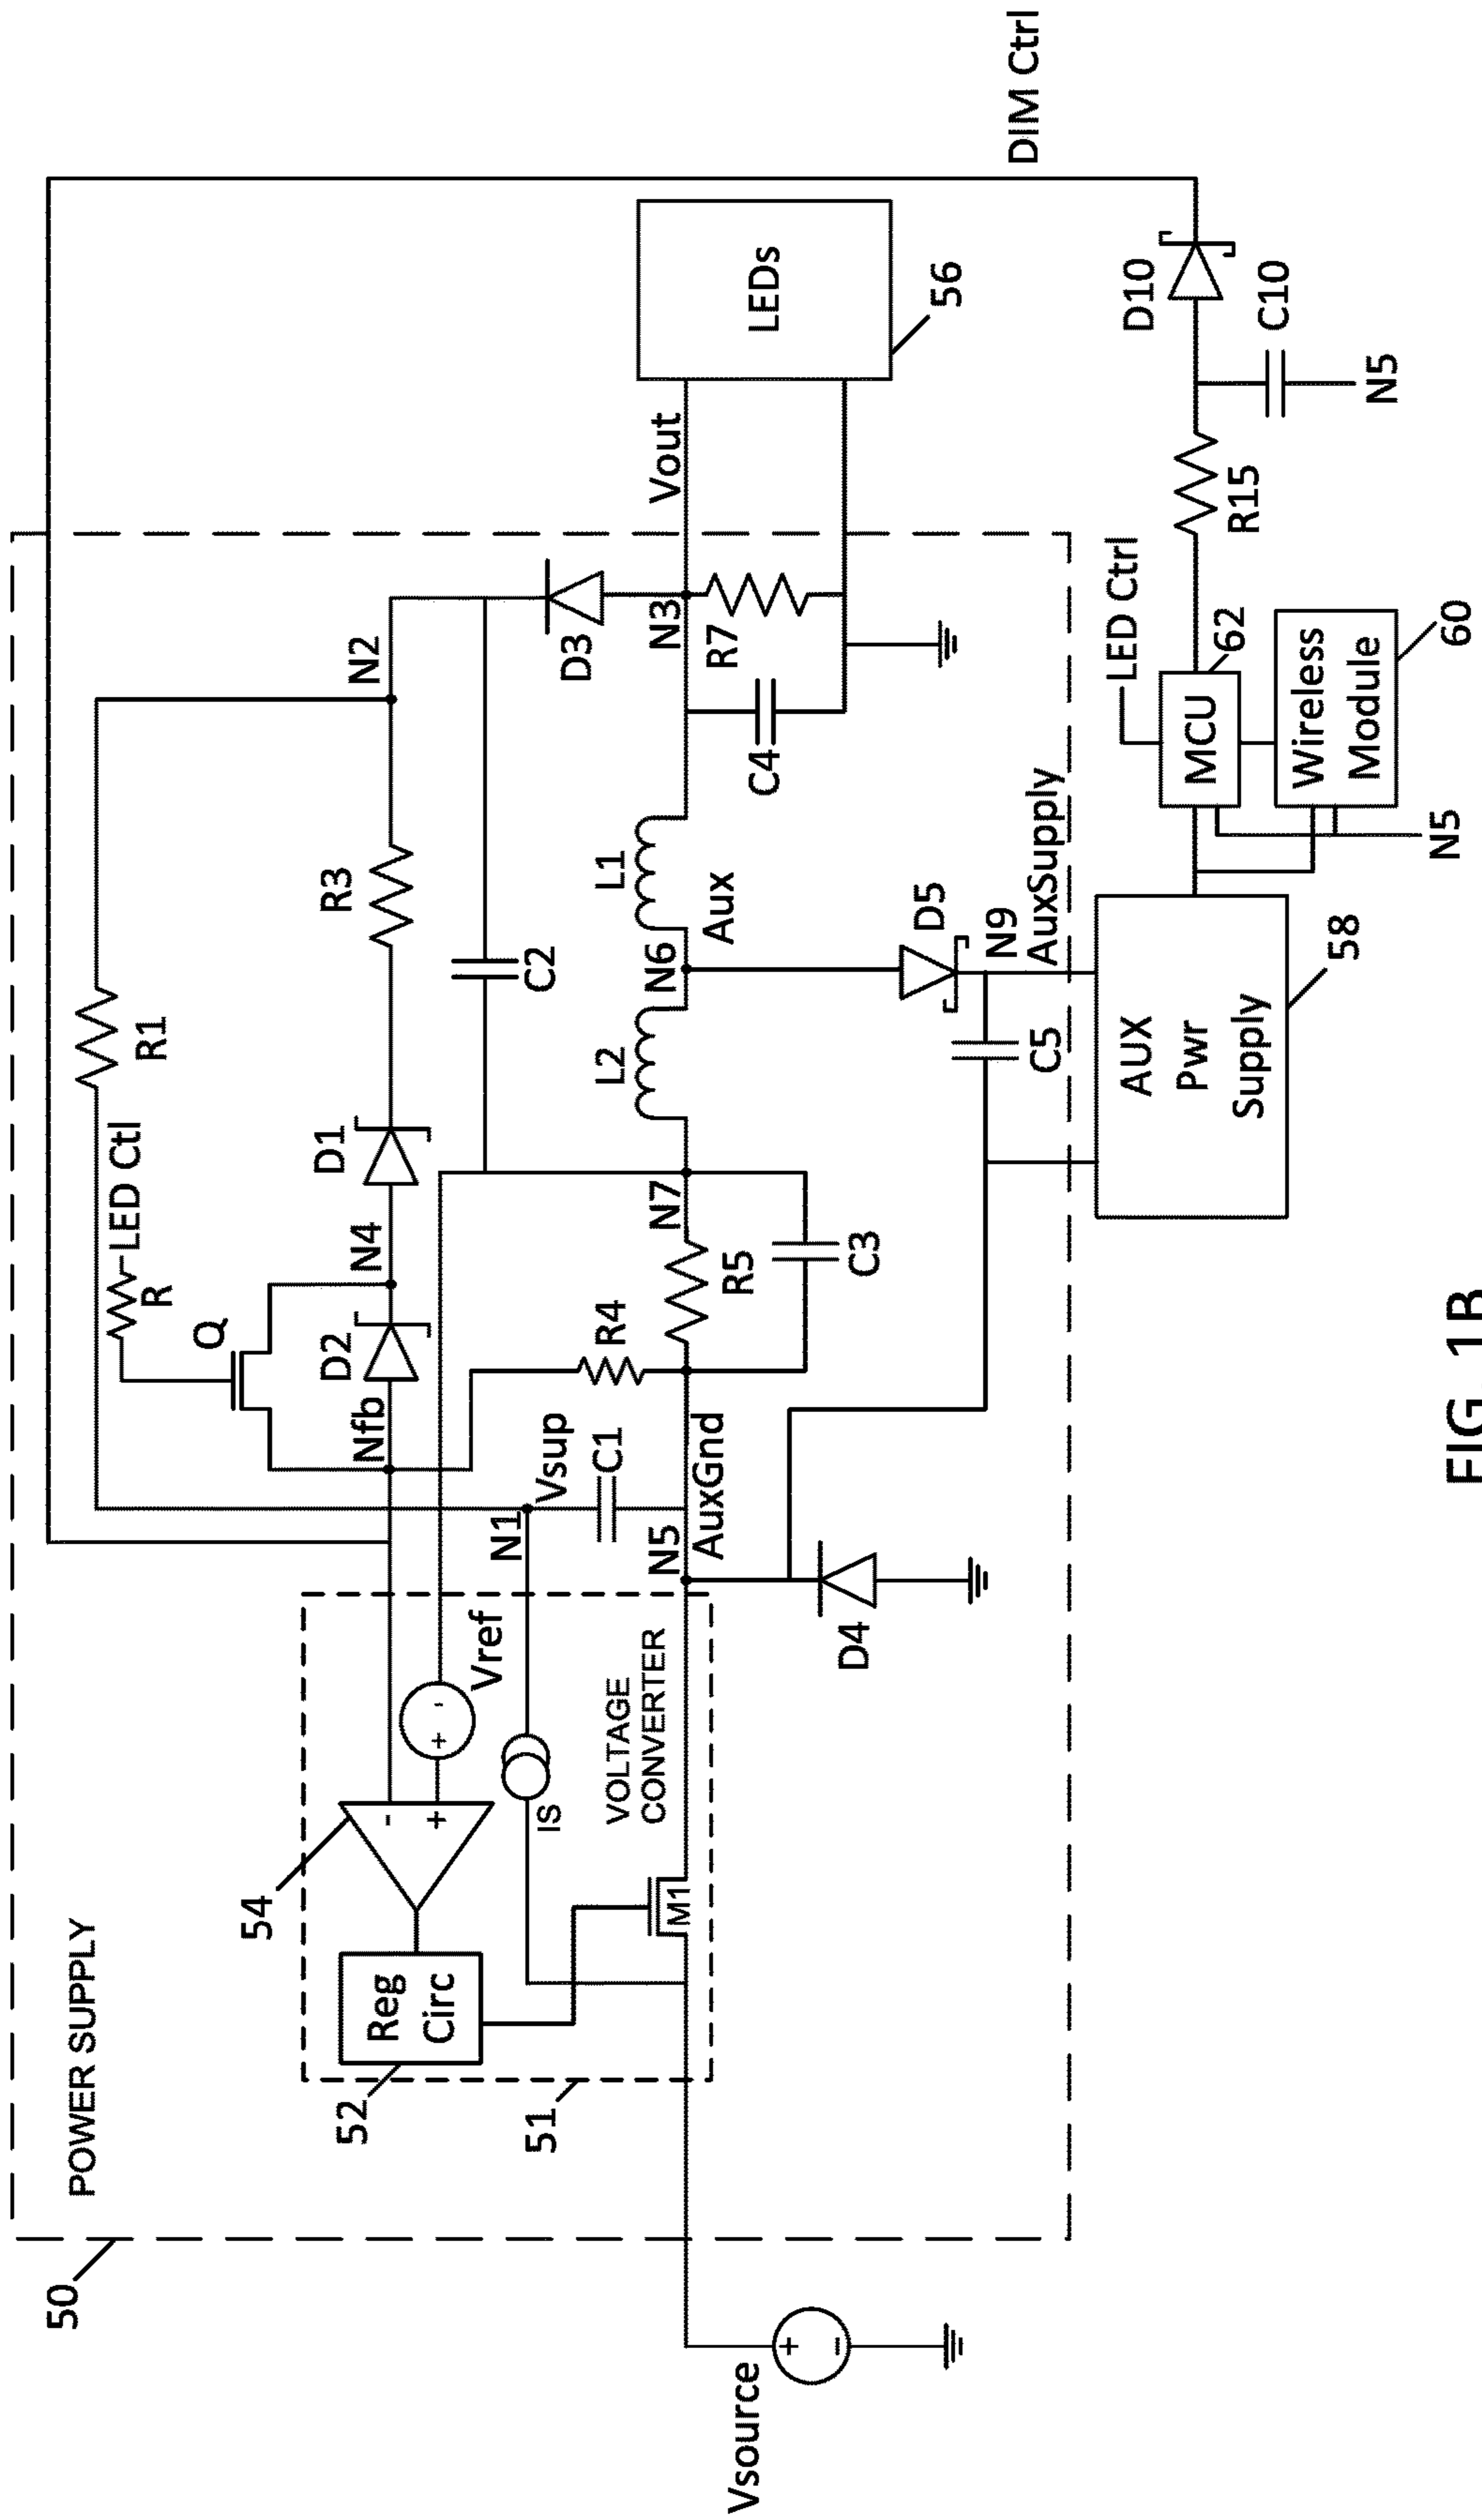 50
POWER SUPPLY
Vsource
+
-
51
52
Reg
Circ
54
-
+
+
-
Vref
IS
M1
VOLTAGE
CONVERTER
N1
Vsup
C1
N5
AuxGnd
D4
R1
R
LED Ctl
Q
Nfb
D2
N4
D1
R3
N2
C2
R4
R5
C3
N7
L2
N6
Aux
L1
D3
N3
R7
C4
Vout
LEDs
56
D5
N9
AuxSupply
C5
AUX
Pwr
Supply
58
LED Ctrl
MCU
62
Wireless
Module
60
N5
R15
D10
C10
N5
DIM Ctrl
FIG. 1B